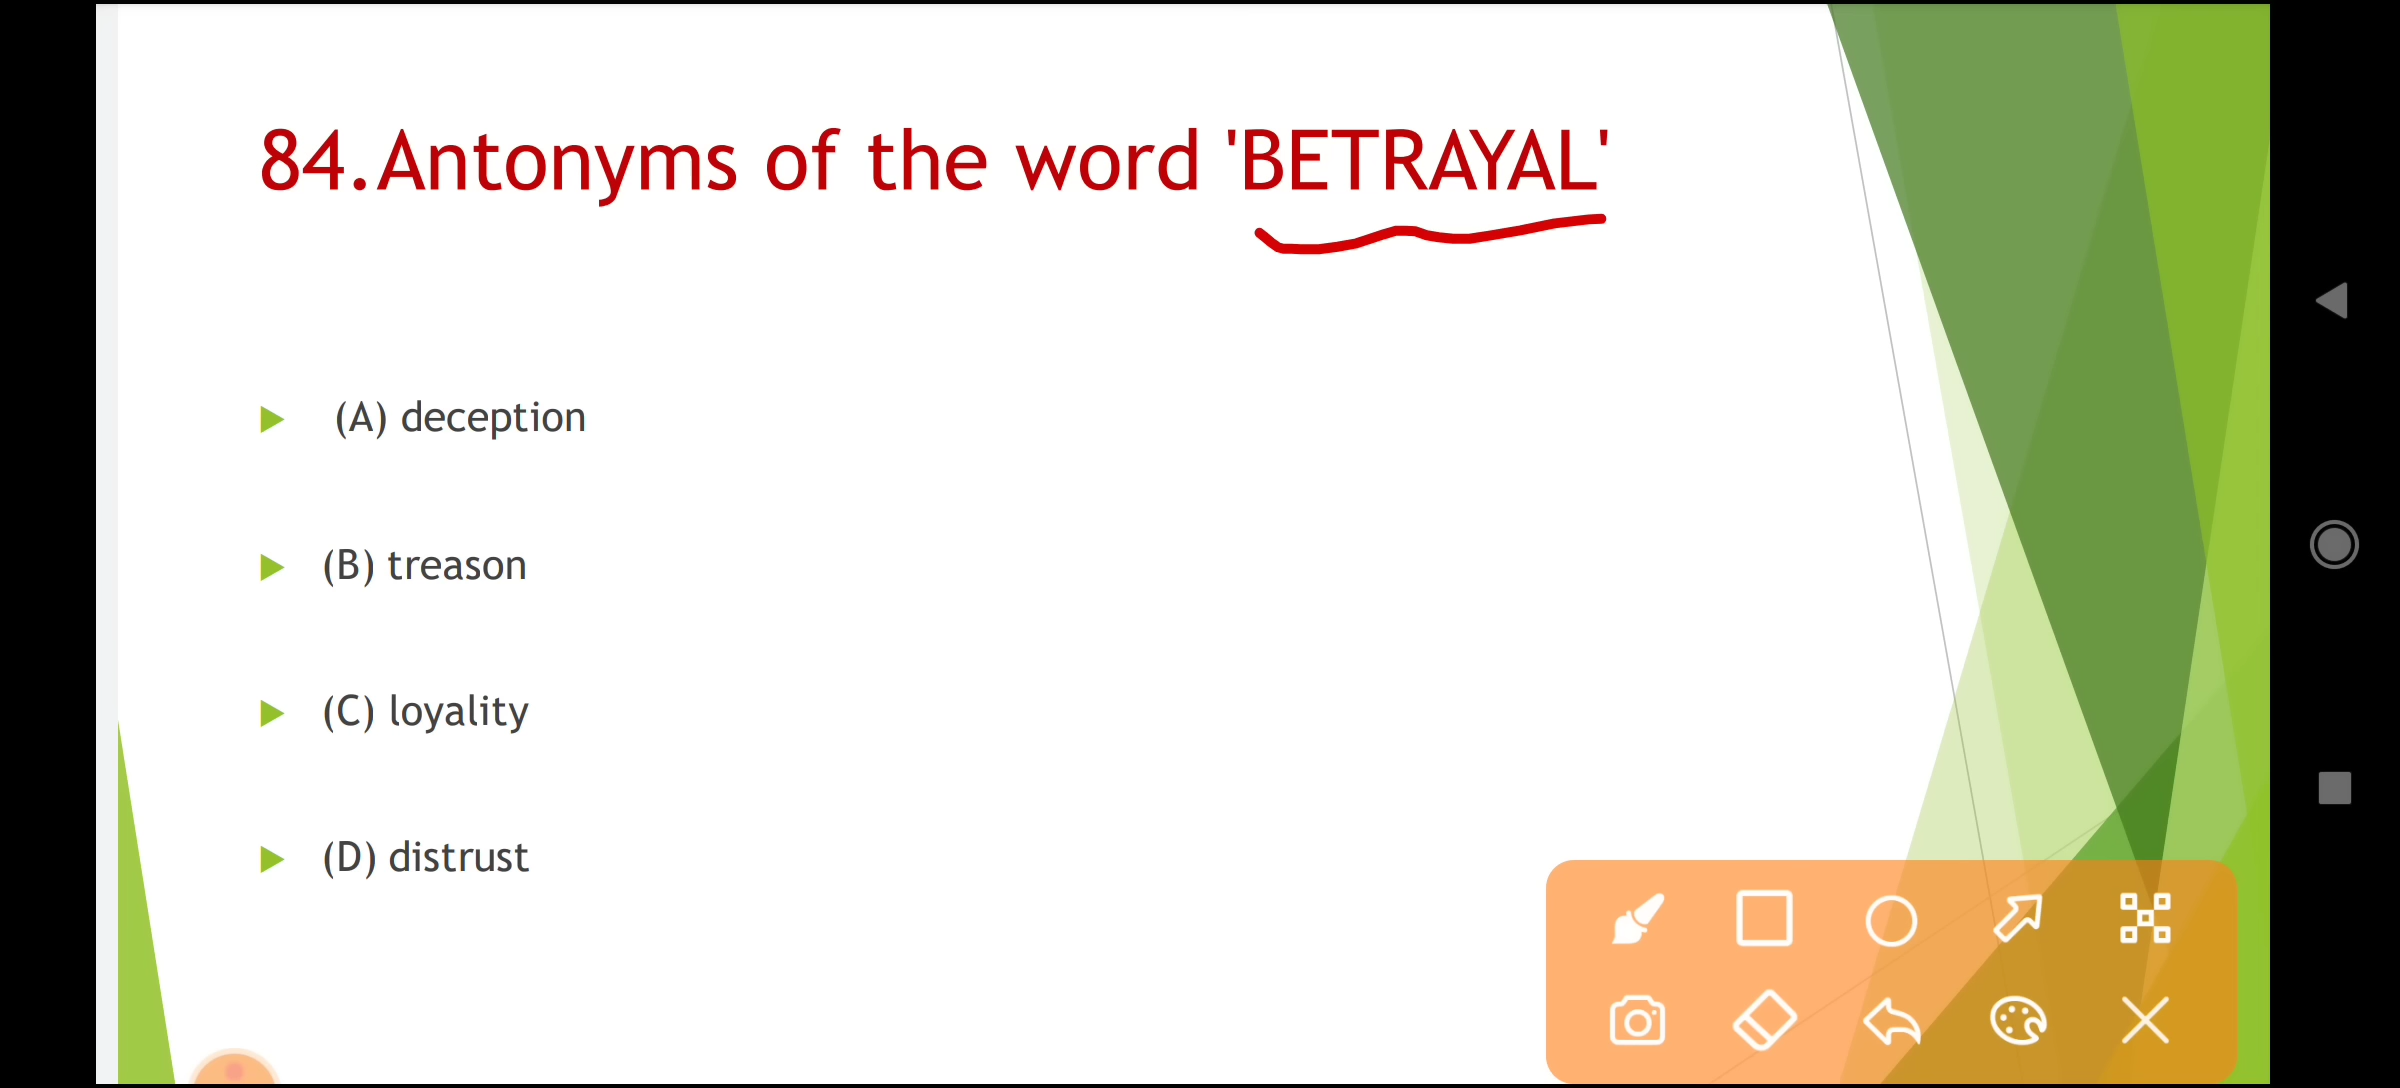 84.Antonyms of the word 'BETRAYAL'
(A) deception
(B) treason
(C) loyality
(D) distrust